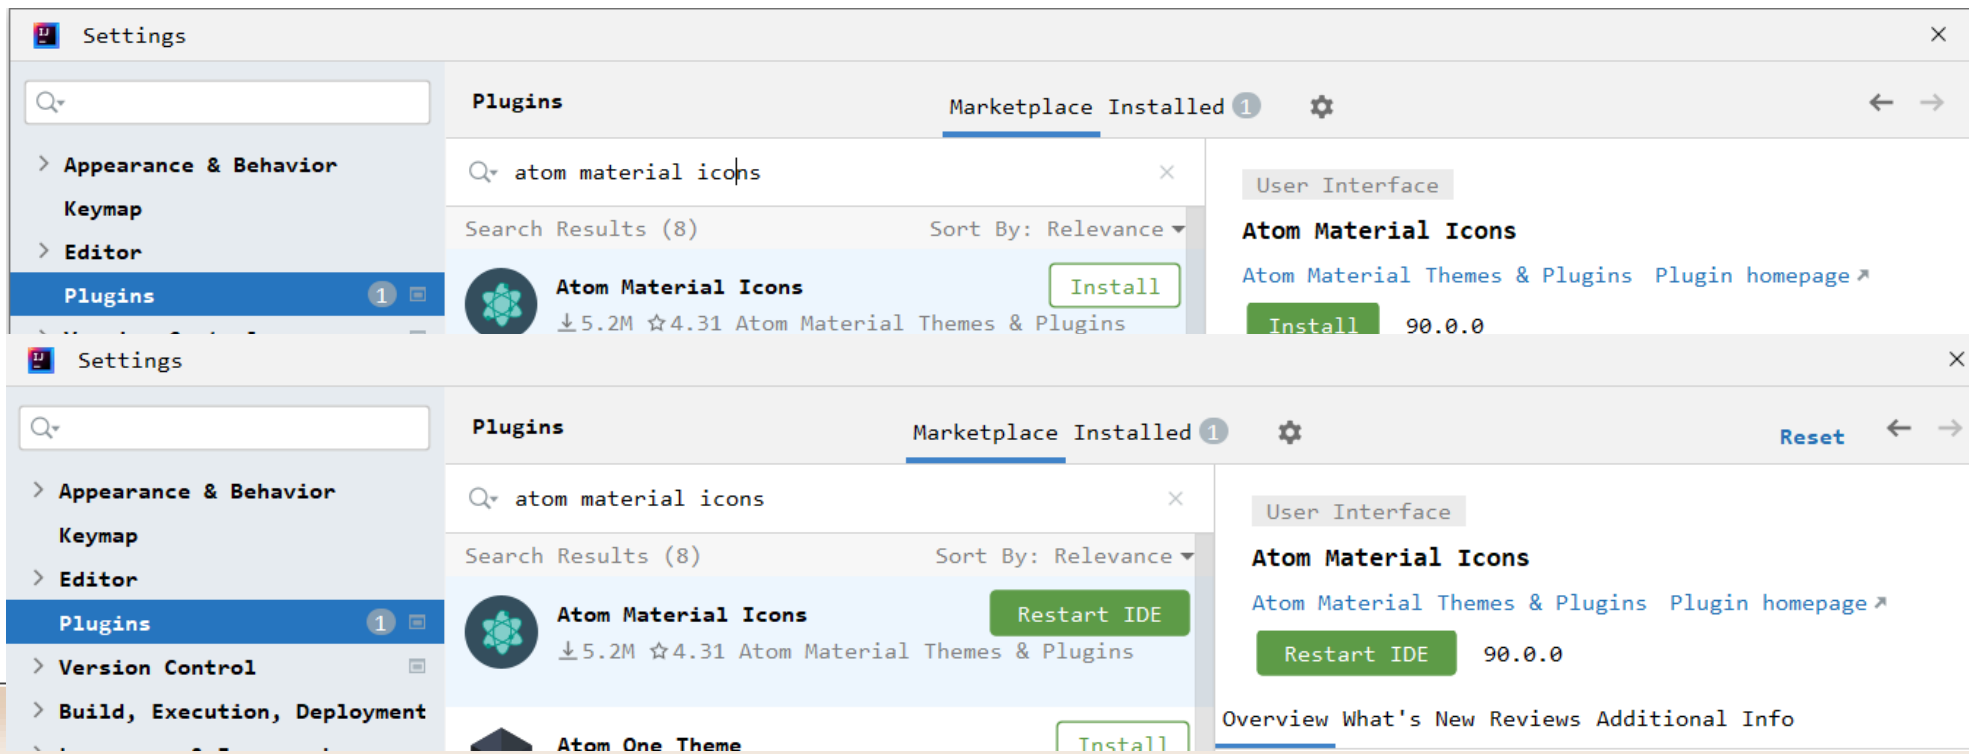 Settings
Plugins
Marketplace Installed 1
Appearance & Behavior
Keymap
Editor
Plugins 1
atom material icons
Search Results (8) Sort By: Relevance
Atom Material Icons Install
5.2M 4.31 Atom Material Themes & Plugins
User Interface
Atom Material Icons
Atom Material Themes & Plugins Plugin homepage
Install 90.0.0
Settings
Plugins
Marketplace Installed 1
Reset
Appearance & Behavior
Keymap
Editor
Plugins 1
Version Control
Build, Execution, Deployment
atom material icons
Search Results (8) Sort By: Relevance
Atom Material Icons Restart IDE
5.2M 4.31 Atom Material Themes & Plugins
Atom One Theme Install
User Interface
Atom Material Icons
Atom Material Themes & Plugins Plugin homepage
Restart IDE 90.0.0
Overview What's New Reviews Additional Info